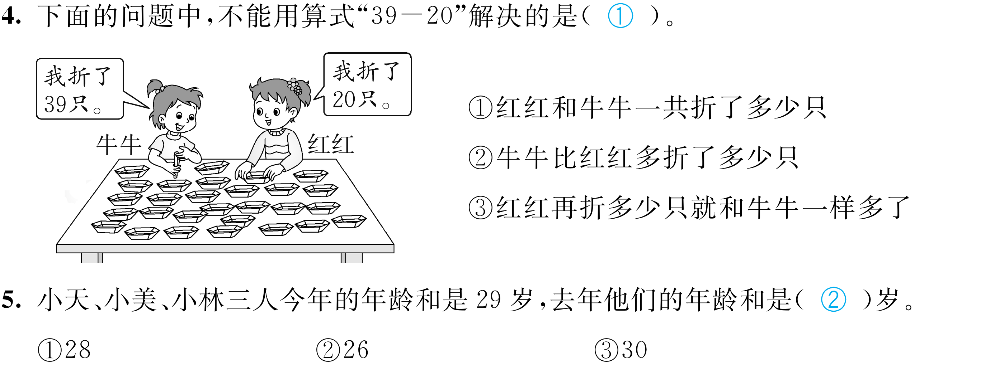 4. 下面的问题中,不能用算式“39－20”解决的是( ① )。
我折了
39只。
我折了
20只。
牛牛
红红
①红红和牛牛一共折了多少只
②牛牛比红红多折了多少只
③红红再折多少只就和牛牛一样多了
5. 小天、小美、小林三人今年的年龄和是 29 岁,去年他们的年龄和是( ② )岁。
①28 ②26 ③30